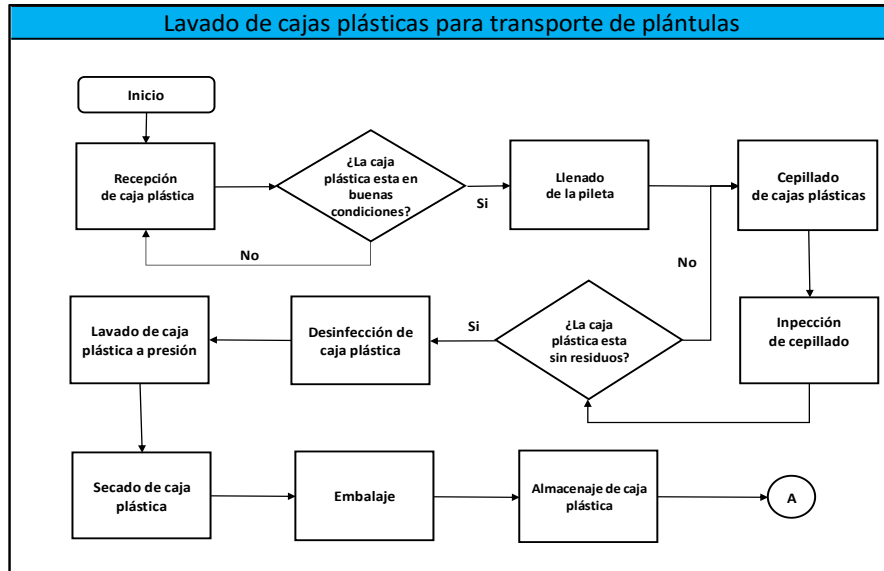 Lavado de cajas plásticas para transporte de plántulas
Inicio
Recepción
de caja plástica
¿La caja
plástica esta en
buenas
condiciones?
Si
No
Llenado
de la pileta
Cepillado
de cajas plásticas
No
Inpección
de cepillado
¿La caja
plástica esta
sin residuos?
Si
Desinfección de
caja plástica
Lavado de caja
plástica a presión
Secado de caja
plástica
Embalaje
Almacenaje de caja
plástica
A